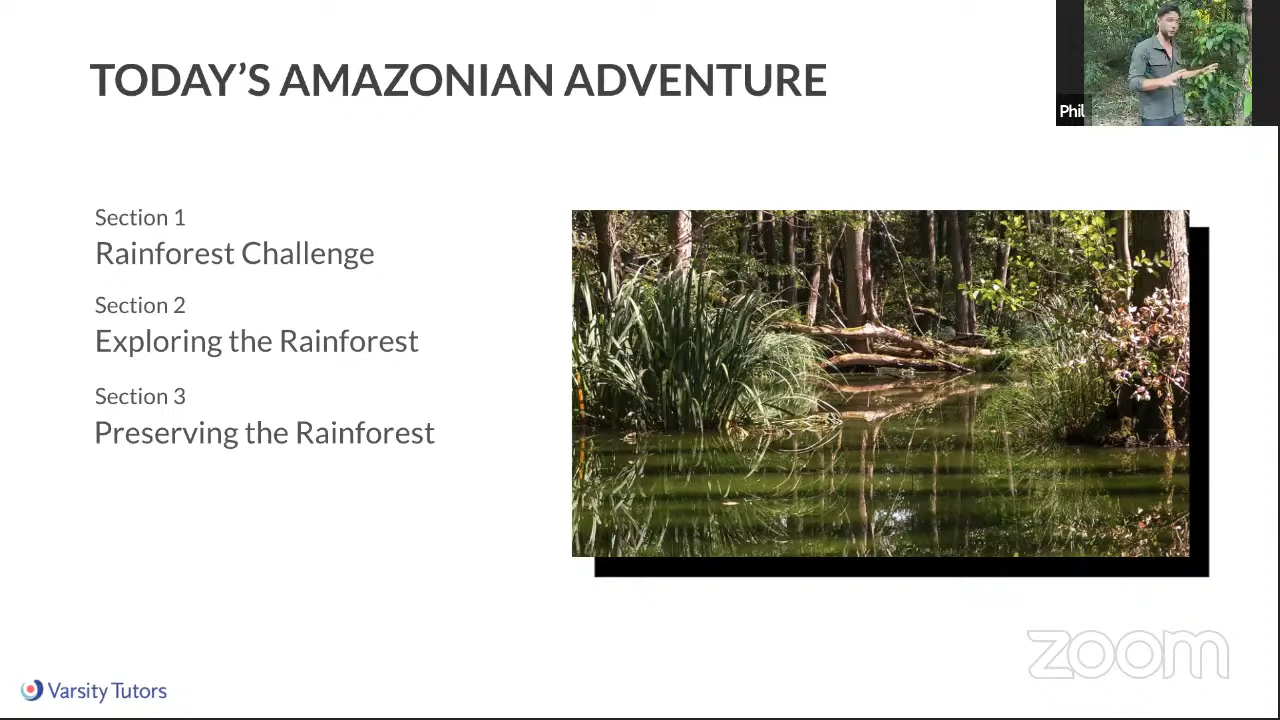 TODAY’S AMAZONIAN ADVENTURE
Phil
Section 1
Rainforest Challenge
Section 2
Exploring the Rainforest
Section 3
Preserving the Rainforest
zoom
Varsity Tutors